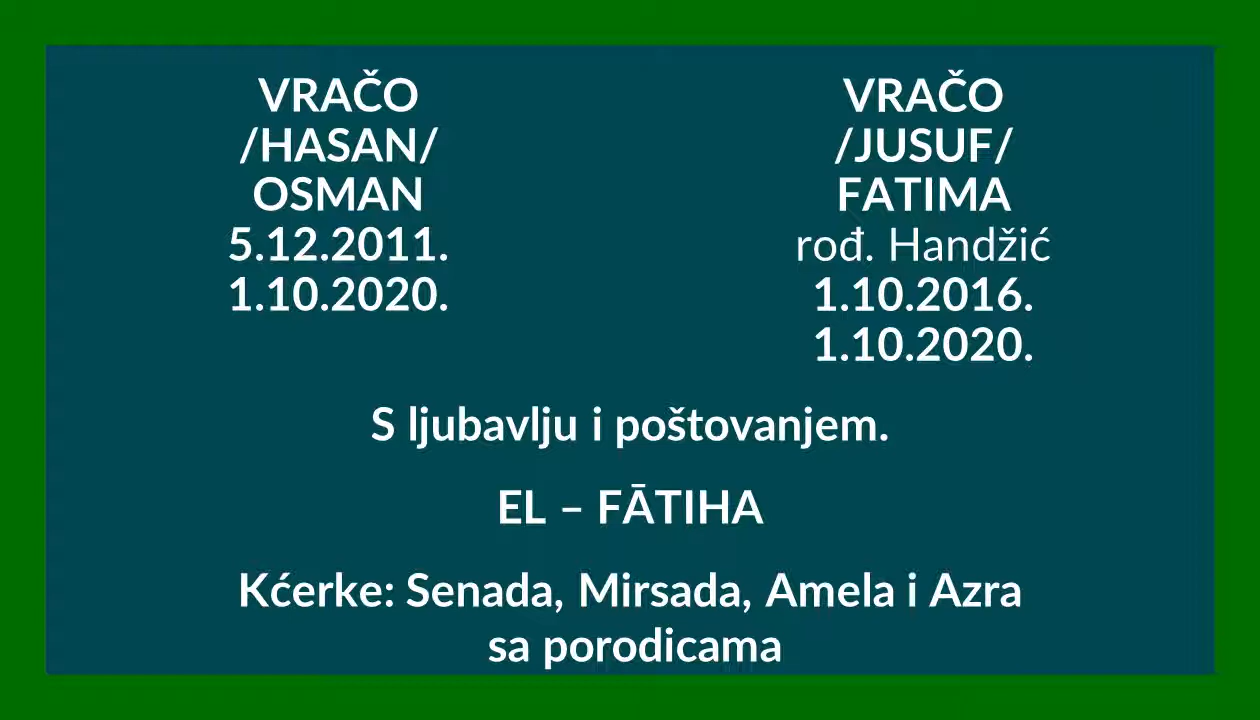 VRAČO
/HASAN/
OSMAN
5.12.2011.
1.10.2020.
VRAČO
/JUSUF/
FATIMA
rođ. Handžić
1.10.2016.
1.10.2020.
S ljubavlju i poštovanjem.
EL – FĀTIHA
Kćerke: Senada, Mirsada, Amela i Azra
sa porodicama